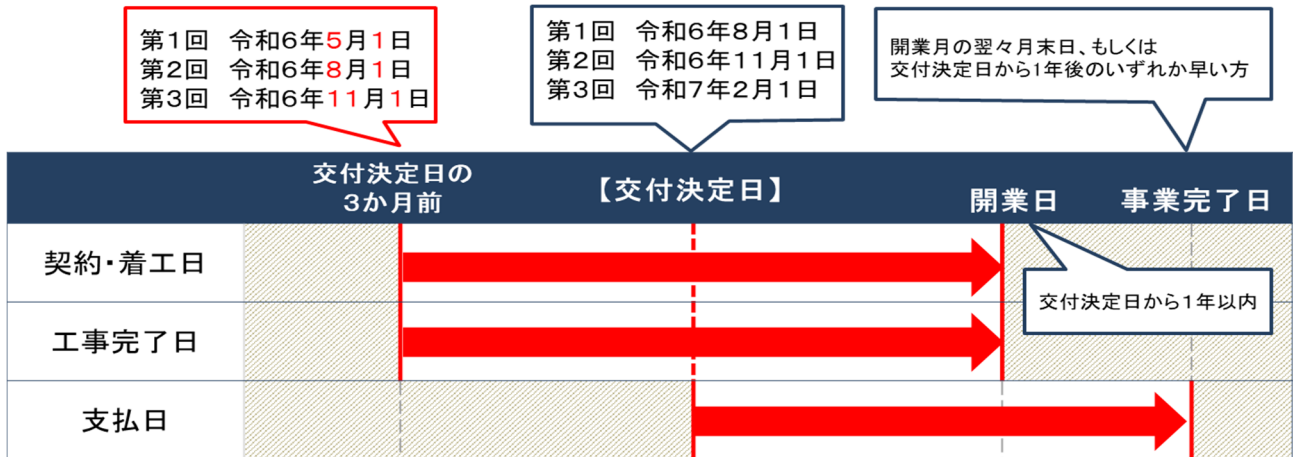 第1回 令和6年5月1日
第2回 令和6年8月1日
第3回 令和6年11月1日
第1回 令和6年8月1日
第2回 令和6年11月1日
第3回 令和7年2月1日
開業月の翌々月末日、もしくは
交付決定日から1年後のいずれか早い方
交付決定日の
3か月前
【交付決定日】
開業日
事業完了日
契約・着工日
交付決定日から1年以内
工事完了日
支払日